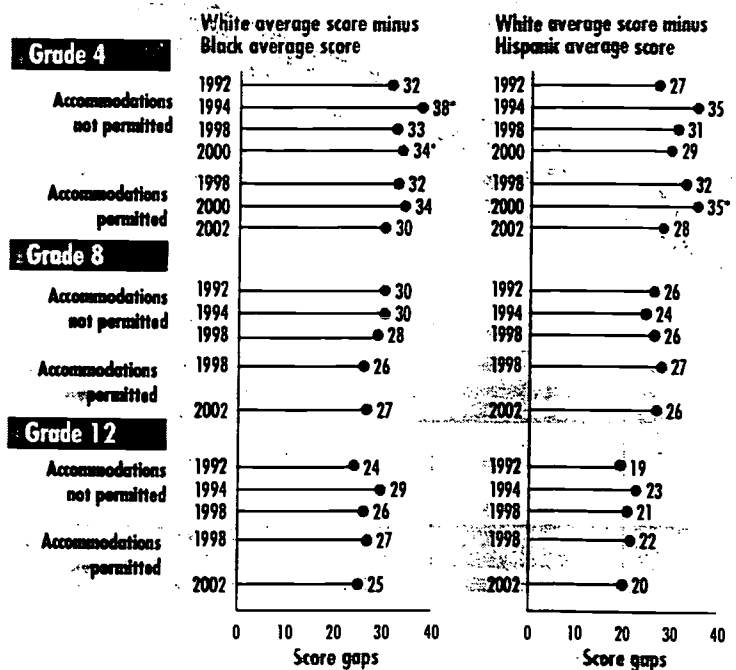 White average score minus
Black average score
White average score minus
Hispanic average score
Grade 4
Accommodations
not permitted
1992 32 1992 27
1994 38* 1994 35
1998 33 1998 31
2000 34* 2000 29
Accommodations
permitted
1998 32 1998 32
2000 34 2000 35*
2002 30 2002 28
Grade 8
Accommodations
not permitted
1992 30 1992 26
1994 30 1994 24
1998 28 1998 26
Accommodations
permitted
1998 26 1998 27
2002 27 2002 26
Grade 12
Accommodations
not permitted
1992 24 1992 19
1994 29 1994 23
1998 26 1998 21
Accommodations
permitted
1998 27 1998 22
2002 25 2002 20
0 10 20 30 40 0 10 20 30 40
Score gaps Score gaps